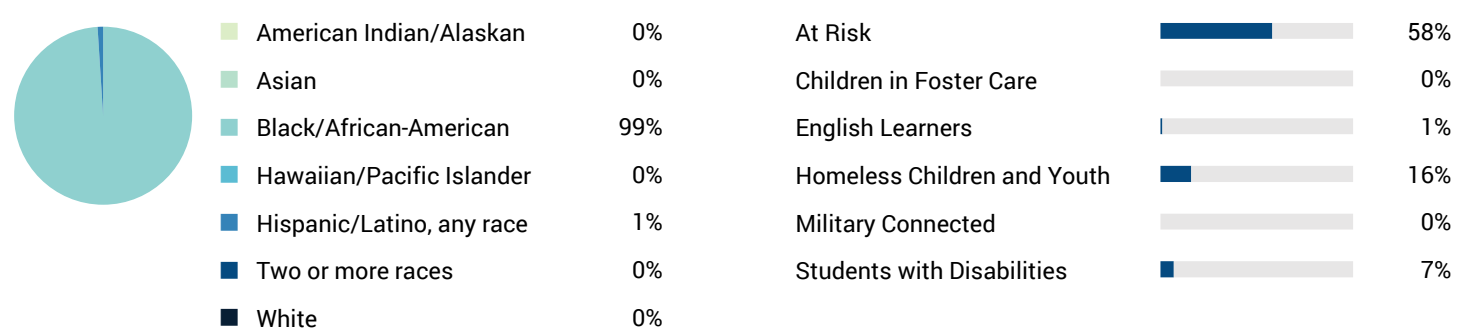 American Indian/Alaskan 0%
Asian 0%
Black/African-American 99%
Hawaiian/Pacific Islander 0%
Hispanic/Latino, any race 1%
Two or more races 0%
White 0%
At Risk 58%
Children in Foster Care 0%
English Learners 1%
Homeless Children and Youth 16%
Military Connected 0%
Students with Disabilities 7%